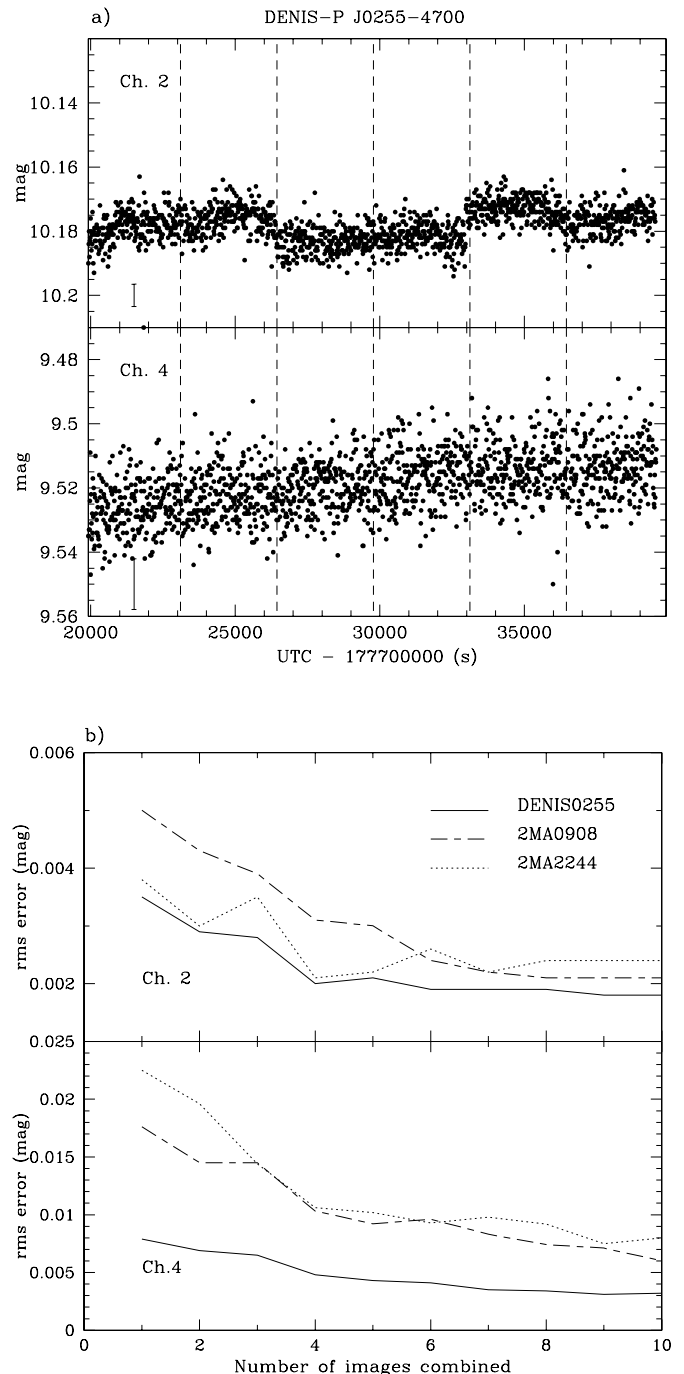 a) DENIS-P J0255-4700
Ch. 2
10.14
10.16
10.18
10.2
mag
Ch. 4
9.48
9.5
9.52
9.54
9.56
mag
20000 25000 30000 35000
UTC - 177700000 (s)
b)
0.006
0.004
0.002
rms error (mag)
DENIS0255
2MA0908
2MA2244
Ch. 2
0.025
0.02
0.015
0.01
0.005
0
rms error (mag)
Ch.4
0 2 4 6 8 10
Number of images combined